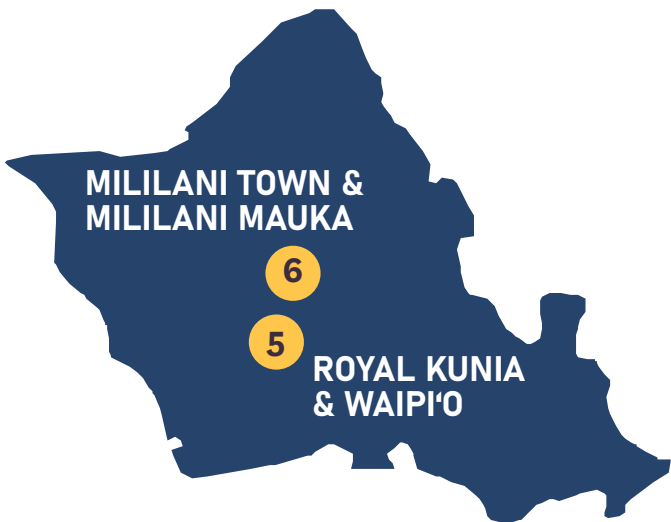 MILILANI TOWN &
MILILANI MAUKA
6
5
ROYAL KUNIA
& WAIPIʻO